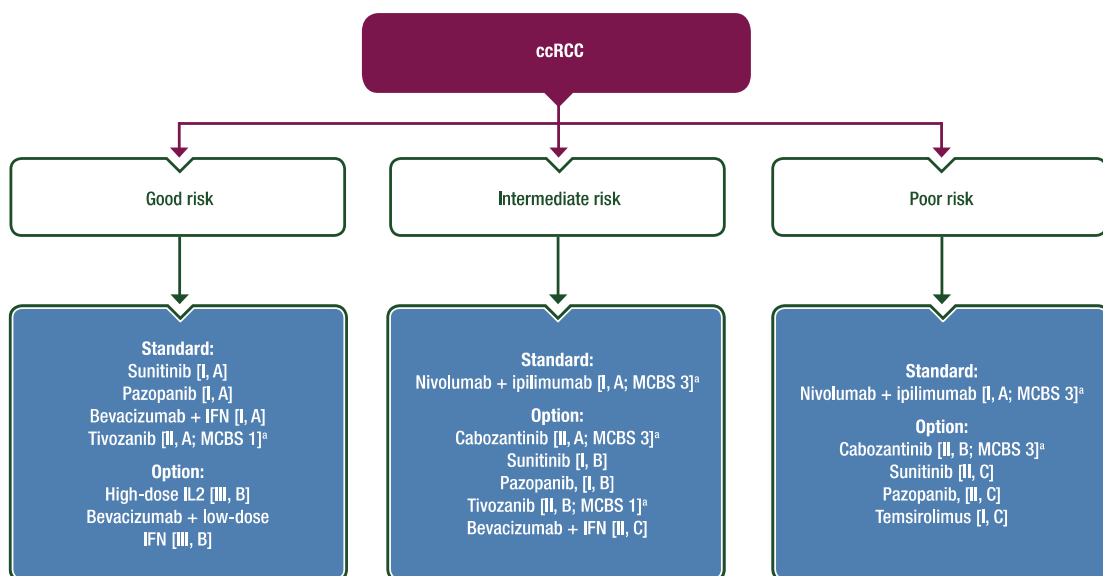 ccRCC
Good risk
Intermediate risk
Poor risk
Standard:
Sunitinib [I, A]
Pazopanib [I, A]
Bevacizumab + IFN [I, A]
Tivozanib [II, A; MCBS 1]ᵃ
Option:
High-dose IL2 [III, B]
Bevacizumab + low-dose
IFN [III, B]
Standard:
Nivolumab + ipilimumab [I, A; MCBS 3]ᵃ
Option:
Cabozantinib [II, A; MCBS 3]ᵃ
Sunitinib [I, B]
Pazopanib, [I, B]
Tivozanib [II, B; MCBS 1]ᵃ
Bevacizumab + IFN [II, C]
Standard:
Nivolumab + ipilimumab [I, A; MCBS 3]ᵃ
Option:
Cabozantinib [II, B; MCBS 3]ᵃ
Sunitinib [II, C]
Pazopanib, [II, C]
Temsirolimus [I, C]